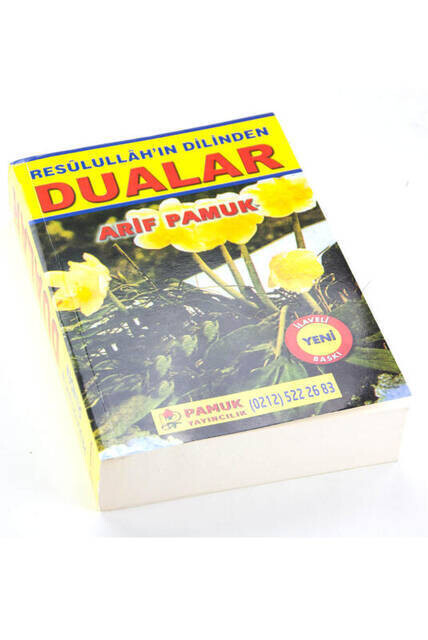 RESÛLULLÂH'IN DİLİNDEN
DUALAR
ARİF PAMUK
İLAVELİ
YENİ
BASKI
PAMUK
YAYINCILIK
(0212) 522 26 83